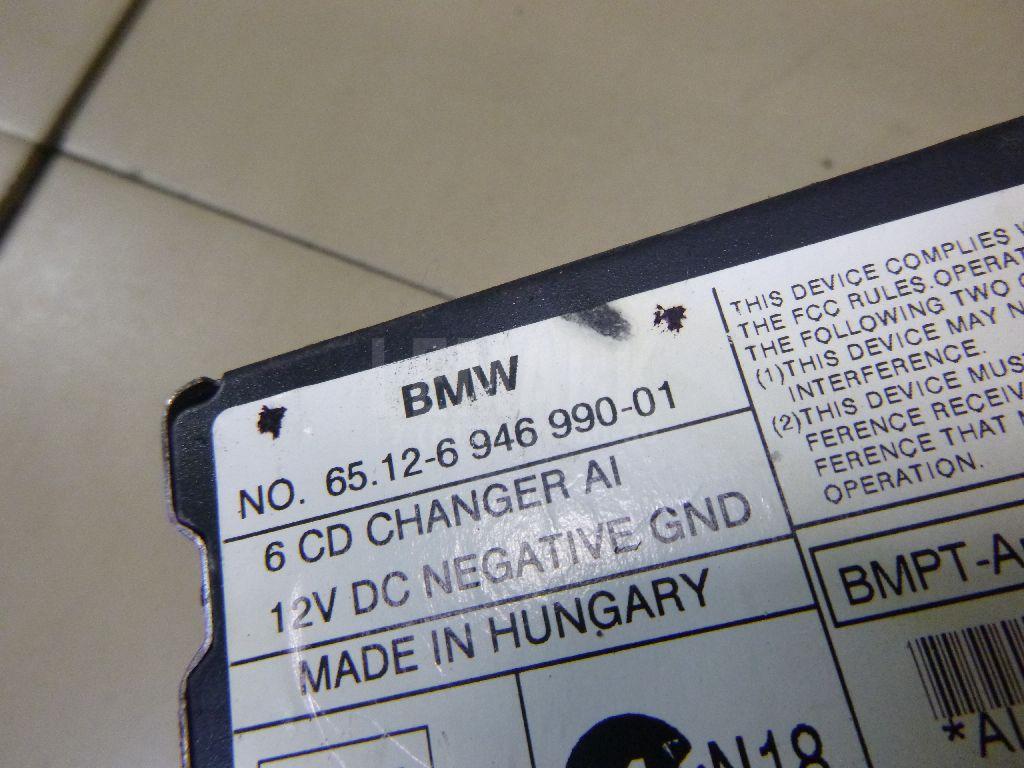 BMW
NO. 65.12-6 946 990-01
6 CD CHANGER AI
12V DC NEGATIVE GND
MADE IN HUNGARY
THIS DEVICE COMPLIES
THE FCC RULES. OPERAT
THE FOLLOWING TWO
(1)THIS DEVICE MAY N
INTERFERENCE.
(2)THIS DEVICE MUS
FERENCE RECEIV
FERENCE THAT
OPERATION.
BMPT-A
N18
*AL